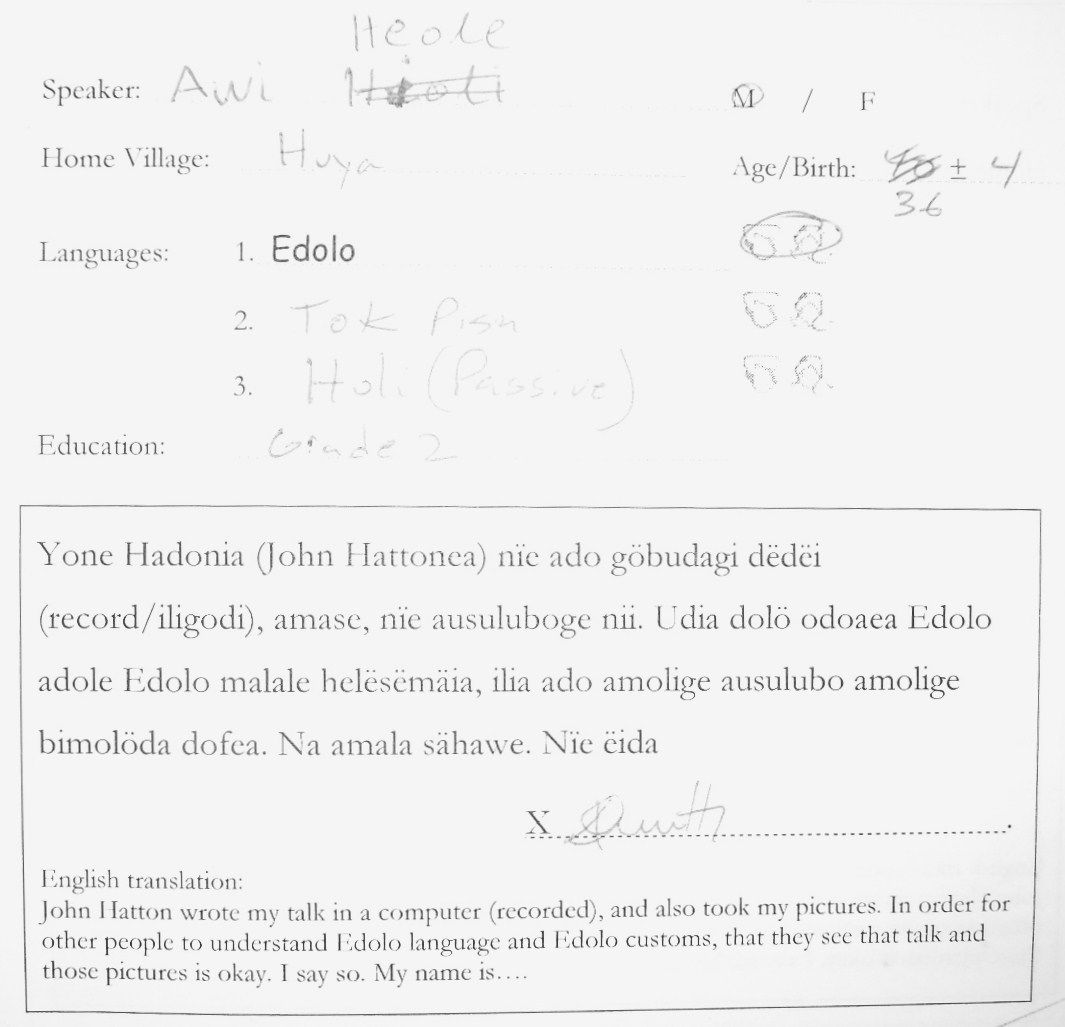 Heole
Speaker: Awi
M / F
Home Village: Huya
Age/Birth: ± 4
36
Languages: 1. Edolo
2. Tok Pisn
3. Holi (Passive)
Education: Grade 2
Yone Hadonia (John Hattonea) nïe ado göbudagi dëdëi
(record/iligodi), amase, nïe ausuluboge nii. Udia dolö odoaea Edolo
adole Edolo malale helësëmäia, ilia ado amolige ausulubo amolige
bimolöda dofea. Na amala sähawe. Nïe ëida
X
English translation:
John Hatton wrote my talk in a computer (recorded), and also took my pictures. In order for
other people to understand Edolo language and Edolo customs, that they see that talk and
those pictures is okay. I say so. My name is....